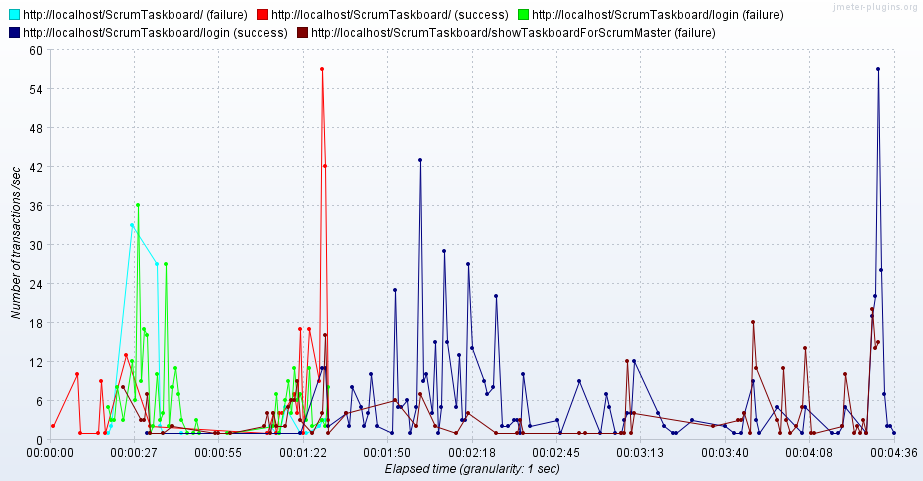 jmeter-plugins.org
http://localhost/ScrumTaskboard/ (failure) http://localhost/ScrumTaskboard/ (success) http://localhost/ScrumTaskboard/login (failure)
http://localhost/ScrumTaskboard/login (success) http://localhost/ScrumTaskboard/showTaskboardForScrumMaster (failure)
60
54
48
42
36
30
24
18
12
6
0
Number of transactions /sec
00:00:00 00:00:27 00:00:55 00:01:22 00:01:50 00:02:18 00:02:45 00:03:13 00:03:40 00:04:08 00:04:36
Elapsed time (granularity: 1 sec)